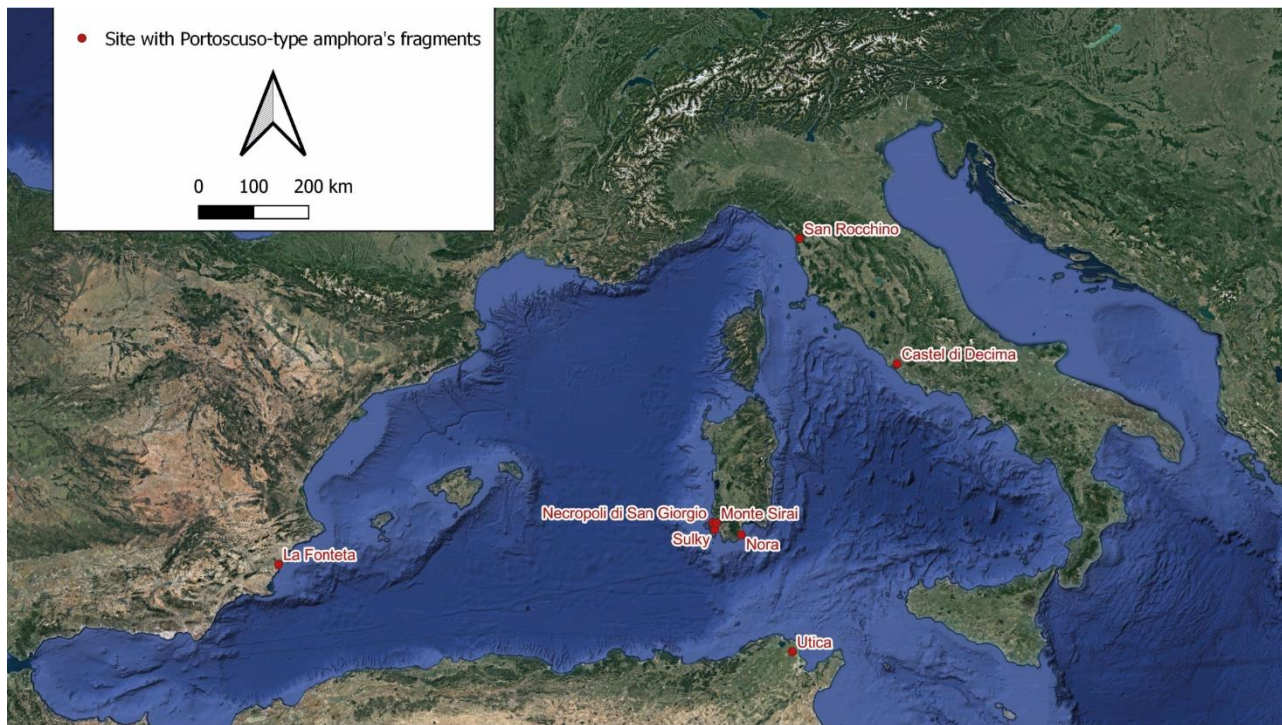 Site with Portoscuso-type amphora's fragments
0 100 200 km
San Rocchino
Castel di Decima
Necropoli di San Giorgio
Monte Sirai
Sulky
Nora
La Fonteta
Utica